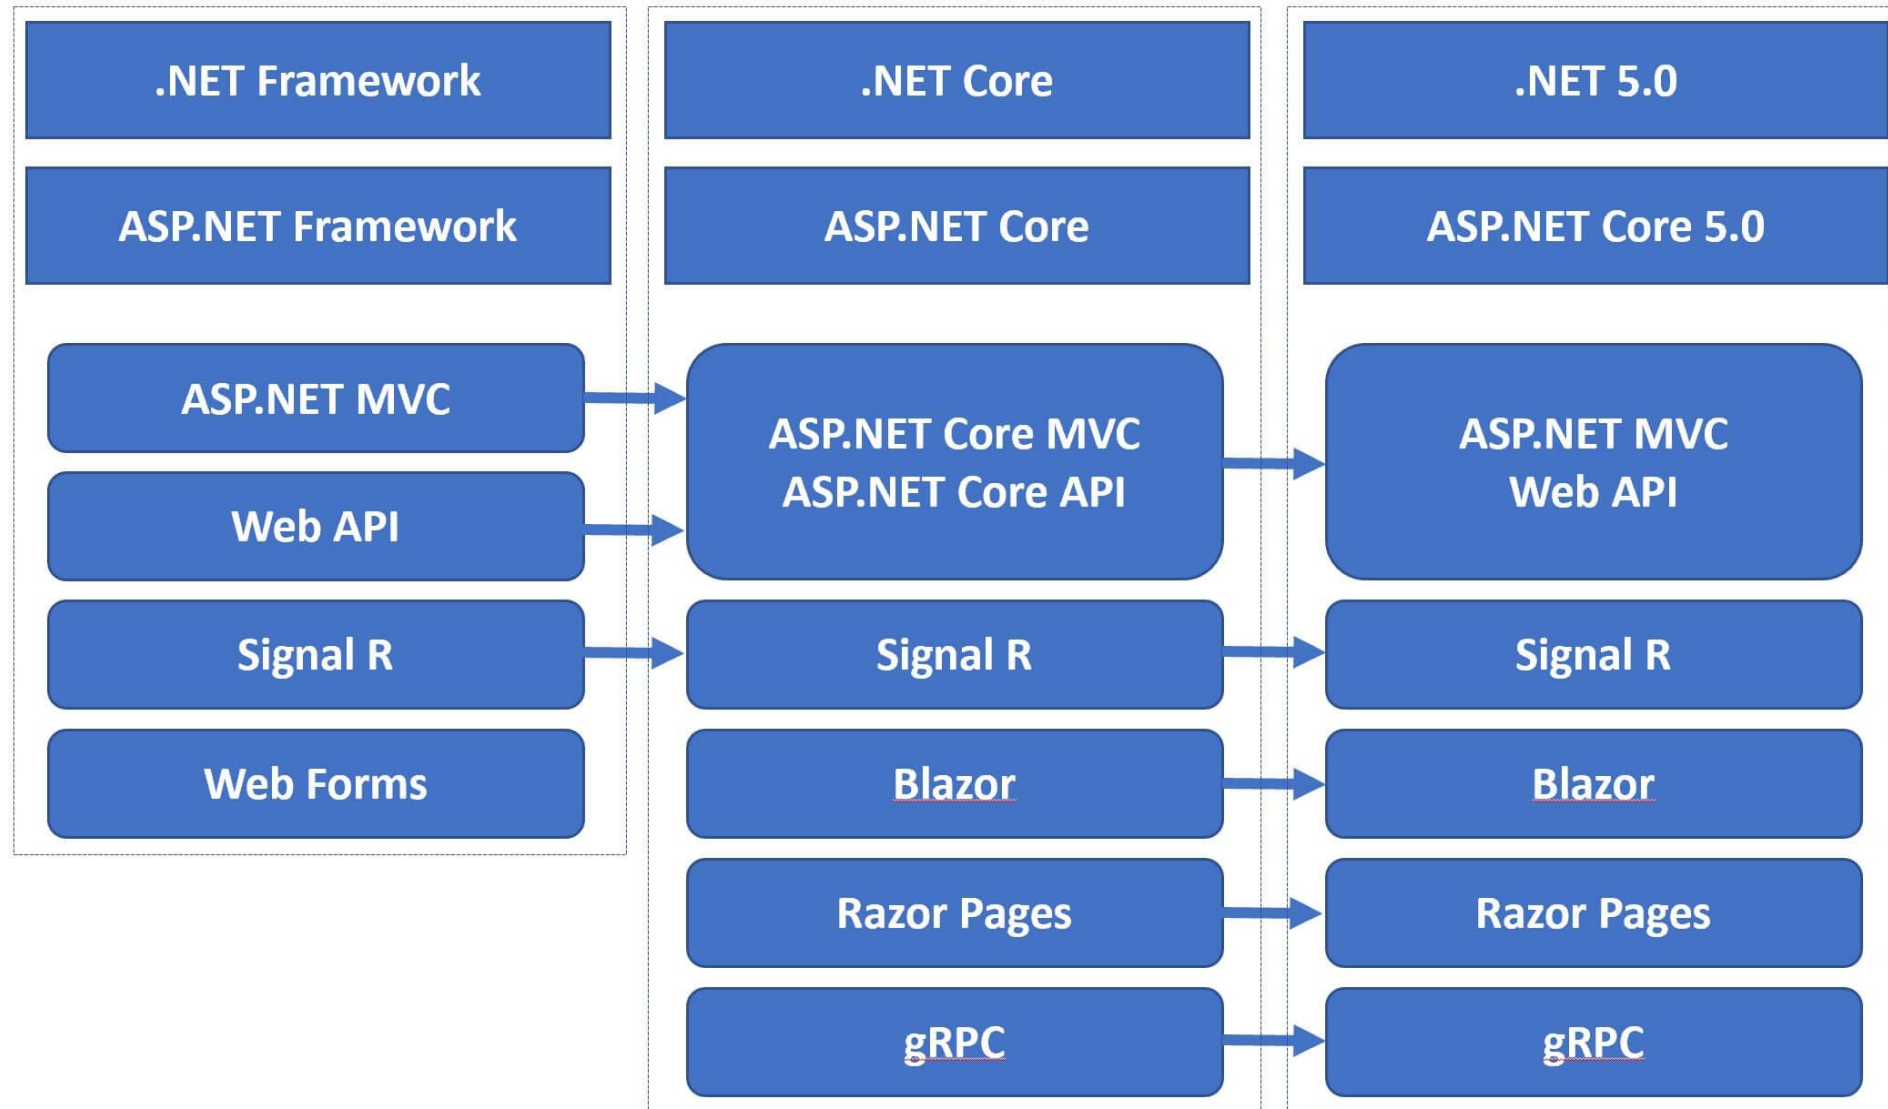 .NET Framework
ASP.NET Framework
ASP.NET MVC
Web API
Signal R
Web Forms
.NET Core
ASP.NET Core
ASP.NET Core MVC
ASP.NET Core API
Signal R
Blazor
Razor Pages
gRPC
.NET 5.0
ASP.NET Core 5.0
ASP.NET MVC
Web API
Signal R
Blazor
Razor Pages
gRPC